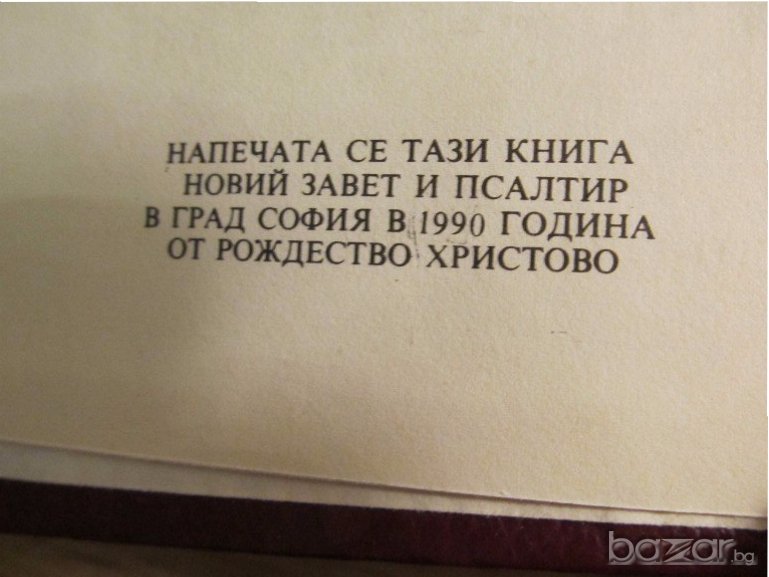 НАПЕЧАТА СЕ ТАЗИ КНИГА
НОВИЙ ЗАВЕТ И ПСАЛТИР
В ГРАД СОФИЯ В 1990 ГОДИНА
ОТ РОЖДЕСТВО ХРИСТОВО
bazar.bg